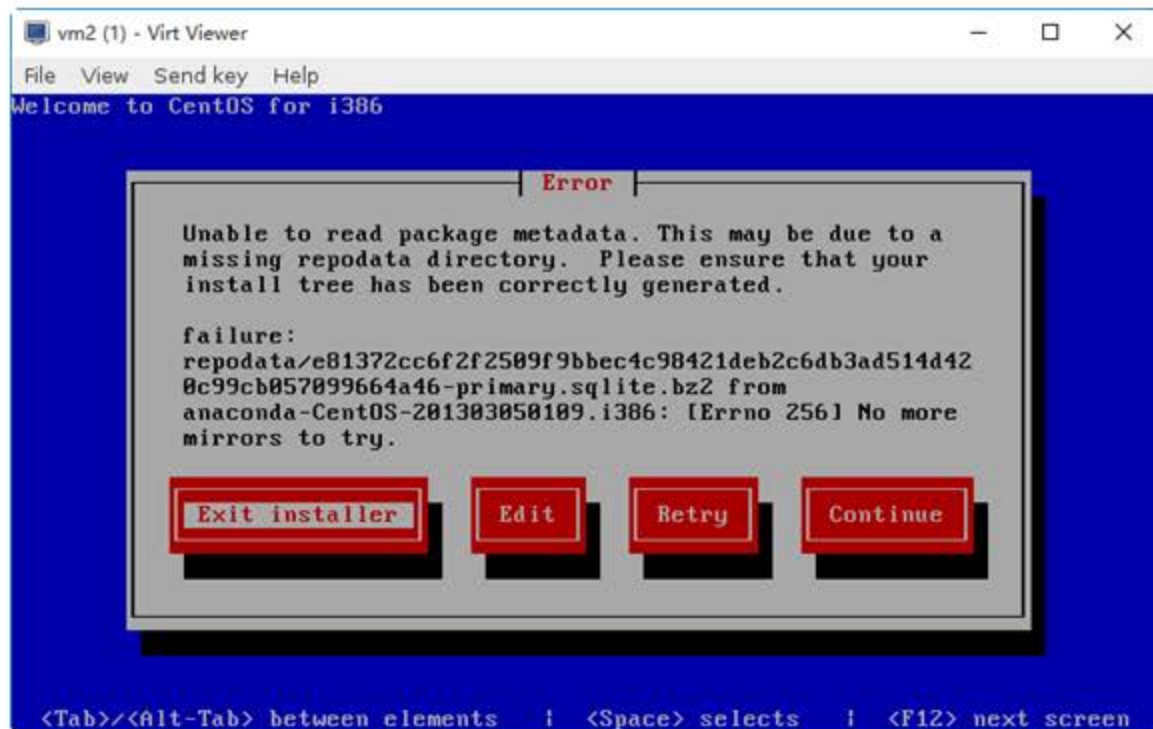 vm2 (1) - Virt Viewer
File View Send key Help
Welcome to CentOS for i386
Error
Unable to read package metadata. This may be due to a
missing repodata directory. Please ensure that your
install tree has been correctly generated.
failure:
repodata/e81372cc6f2f2509f9bbec4c98421deb2c6db3ad514d42
0c99cb057099664a46-primary.sqlite.bz2 from
anaconda-CentOS-201303050109.i386: [Errno 256] No more
mirrors to try.
Exit installer Edit Retry Continue
<Tab>/<Alt-Tab> between elements | <Space> selects | <F12> next screen